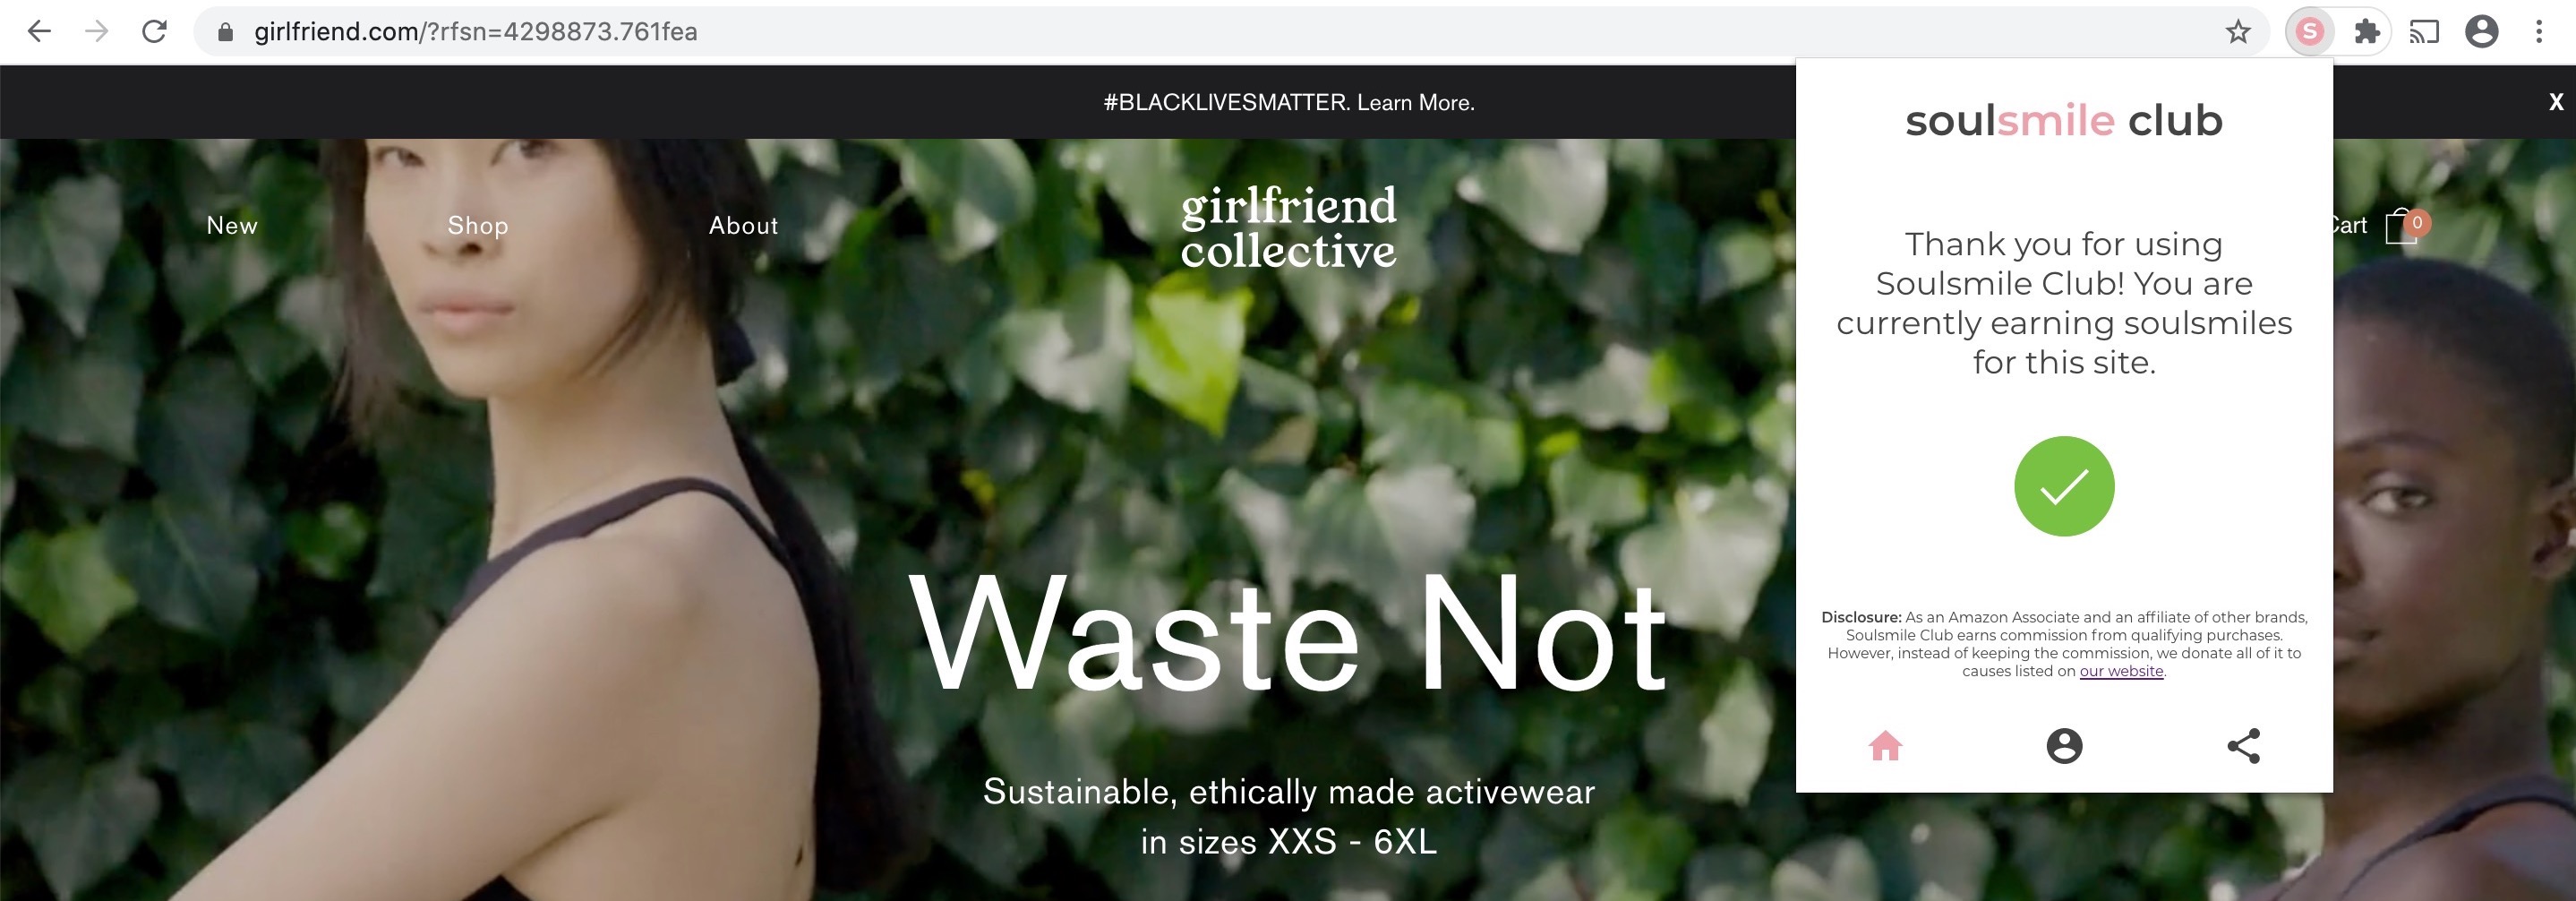 girlfriend.com/?rfsn=4298873.761fea
S
#BLACKLIVESMATTER. Learn More.
X
New
Shop
About
girlfriend
collective
Cart
0
Waste Not
Sustainable, ethically made activewear
in sizes XXS - 6XL
soulsmile club
Thank you for using
Soulsmile Club! You are
currently earning soulsmiles
for this site.
Disclosure: As an Amazon Associate and an affiliate of other brands,
Soulsmile Club earns commission from qualifying purchases.
However, instead of keeping the commission, we donate all of it to
causes listed on our website.